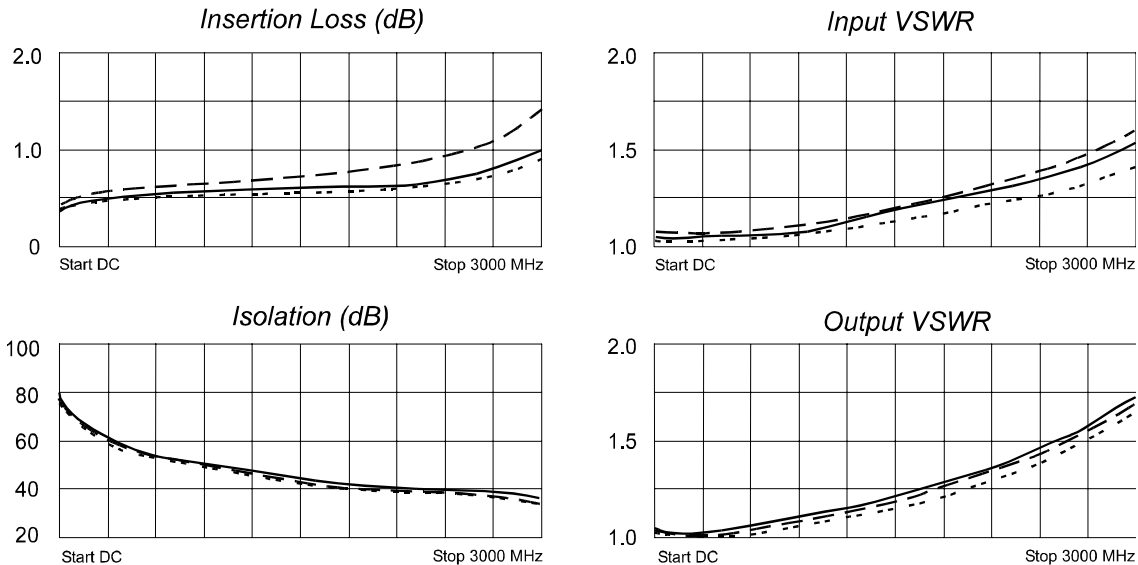 Insertion Loss (dB)
2.0
1.0
0
Start DC
Stop 3000 MHz
Input VSWR
2.0
1.5
1.0
Start DC
Stop 3000 MHz
Isolation (dB)
100
80
60
40
20
Start DC
Stop 3000 MHz
Output VSWR
2.0
1.5
1.0
Start DC
Stop 3000 MHz